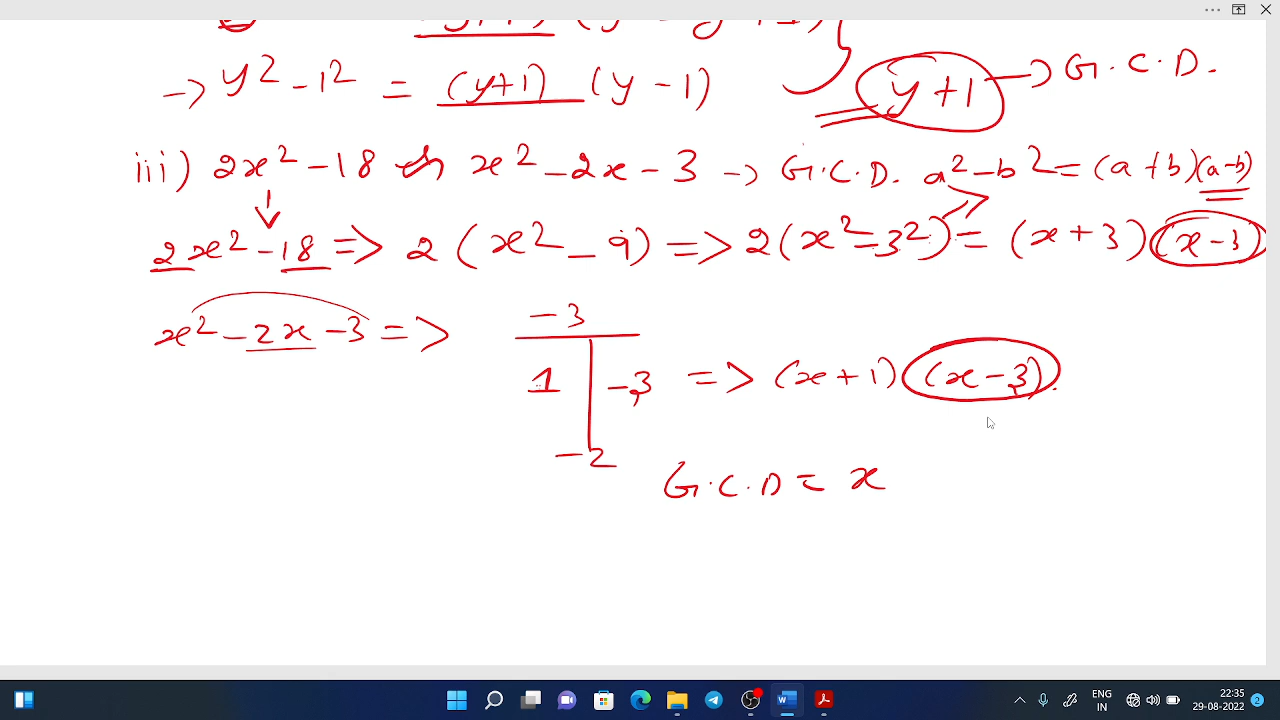 → y² - 1² = (y+1) (y - 1) y+1 → G.C.D.
iii) 2x² - 18 x² - 2x - 3 → G.C.D. a² - b² = (a+b)(a-b)
2x² - 18 => 2(x² - 9) => 2(x² - 3²) = (x+3)(x-3)
x² - 2x - 3 =>
-3
1 | -3 => (x+1)(x-3).
-2
G.C.D = x
ENG
IN
22:35
29-08-2022
2